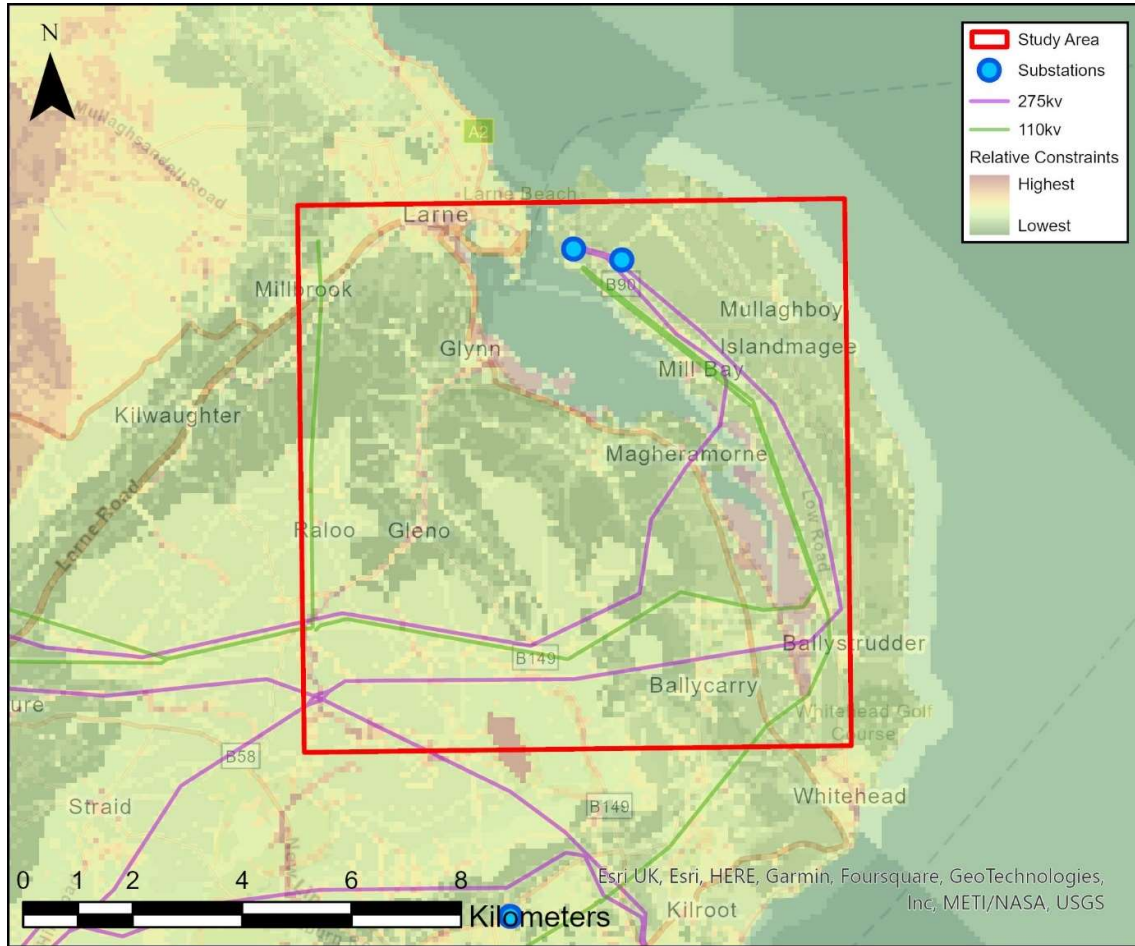 N
Study Area
Substations
275kv
110kv
Relative Constraints
Highest
Lowest
Mullaghsandall Road
A2
Larne Beach
Larne
Millbrook
B90
Mullaghboy
Glynn
Islandmagee
Mill Bay
Kilwaughter
Magheramorne
Larne Road
Low Road
Raloo
Gleno
Ballystrudder
B149
Ballycarry
ure
Whitehead Golf
Course
B58
Straid
B149
Whitehead
0 1 2 4 6 8
Kilometers
Esri UK, Esri, HERE, Garmin, Foursquare, GeoTechnologies,
Inc, METI/NASA, USGS
Kilroot